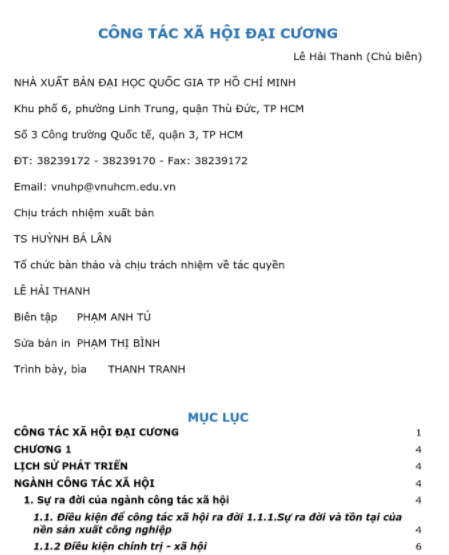 CÔNG TÁC XÃ HỘI ĐẠI CƯƠNG
Lê Hải Thanh (Chủ biên)
NHÀ XUẤT BẢN ĐẠI HỌC QUỐC GIA TP HỒ CHÍ MINH
Khu phố 6, phường Linh Trung, quận Thủ Đức, TP HCM
Số 3 Công trường Quốc tế, quận 3, TP HCM
ĐT: 38239172 - 38239170 - Fax: 38239172
Email: vnuhp@vnuhcm.edu.vn
Chịu trách nhiệm xuất bản
TS HUỲNH BÁ LÂN
Tổ chức bản thảo và chịu trách nhiệm về tác quyền
LÊ HẢI THANH
Biên tập PHẠM ANH TÚ
Sửa bản in PHẠM THỊ BÌNH
Trình bày, bìa THANH TRANH
MỤC LỤC
CÔNG TÁC XÃ HỘI ĐẠI CƯƠNG 1
CHƯƠNG 1 4
LỊCH SỬ PHÁT TRIỂN 4
NGÀNH CÔNG TÁC XÃ HỘI 4
1. Sự ra đời của ngành công tác xã hội 4
1.1. Điều kiện để công tác xã hội ra đời 1.1.1.Sự ra đời và tồn tại của
nền sản xuất công nghiệp 4
1.1.2 Điều kiện chính trị - xã hội 6